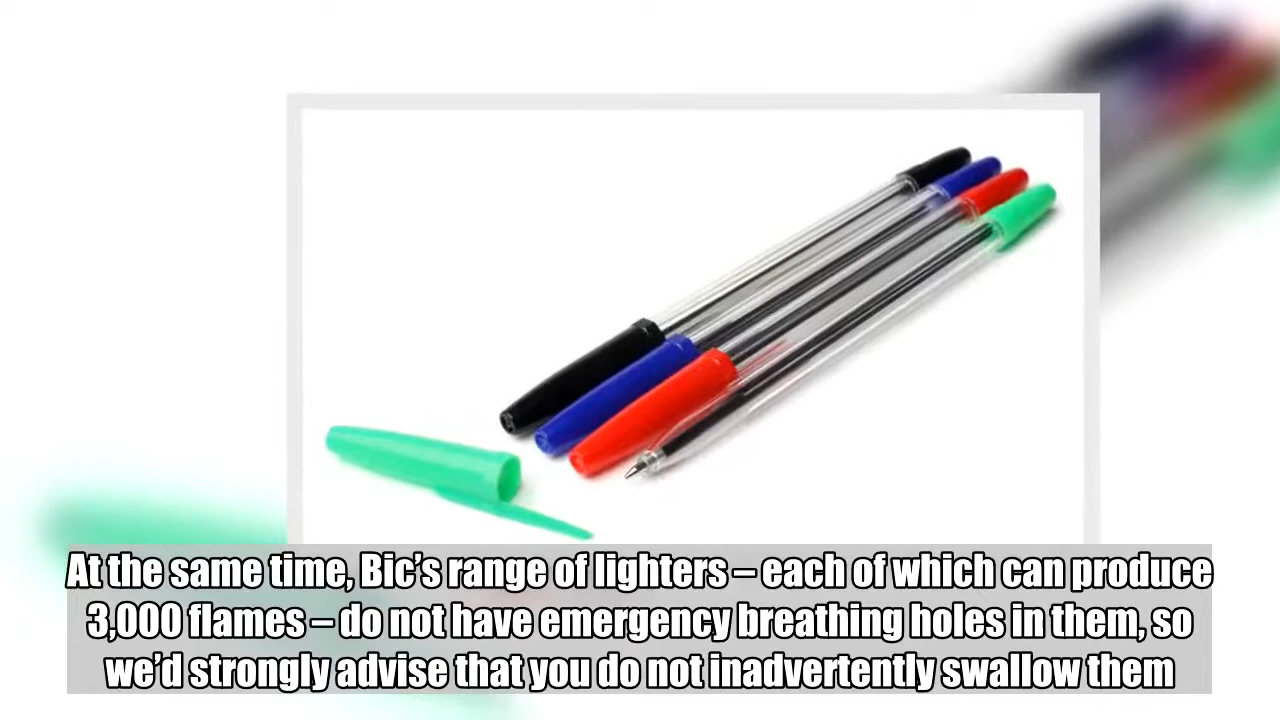 At the same time, Bic’s range of lighters – each of which can produce
3,000 flames – do not have emergency breathing holes in them, so
we’d strongly advise that you do not inadvertently swallow them